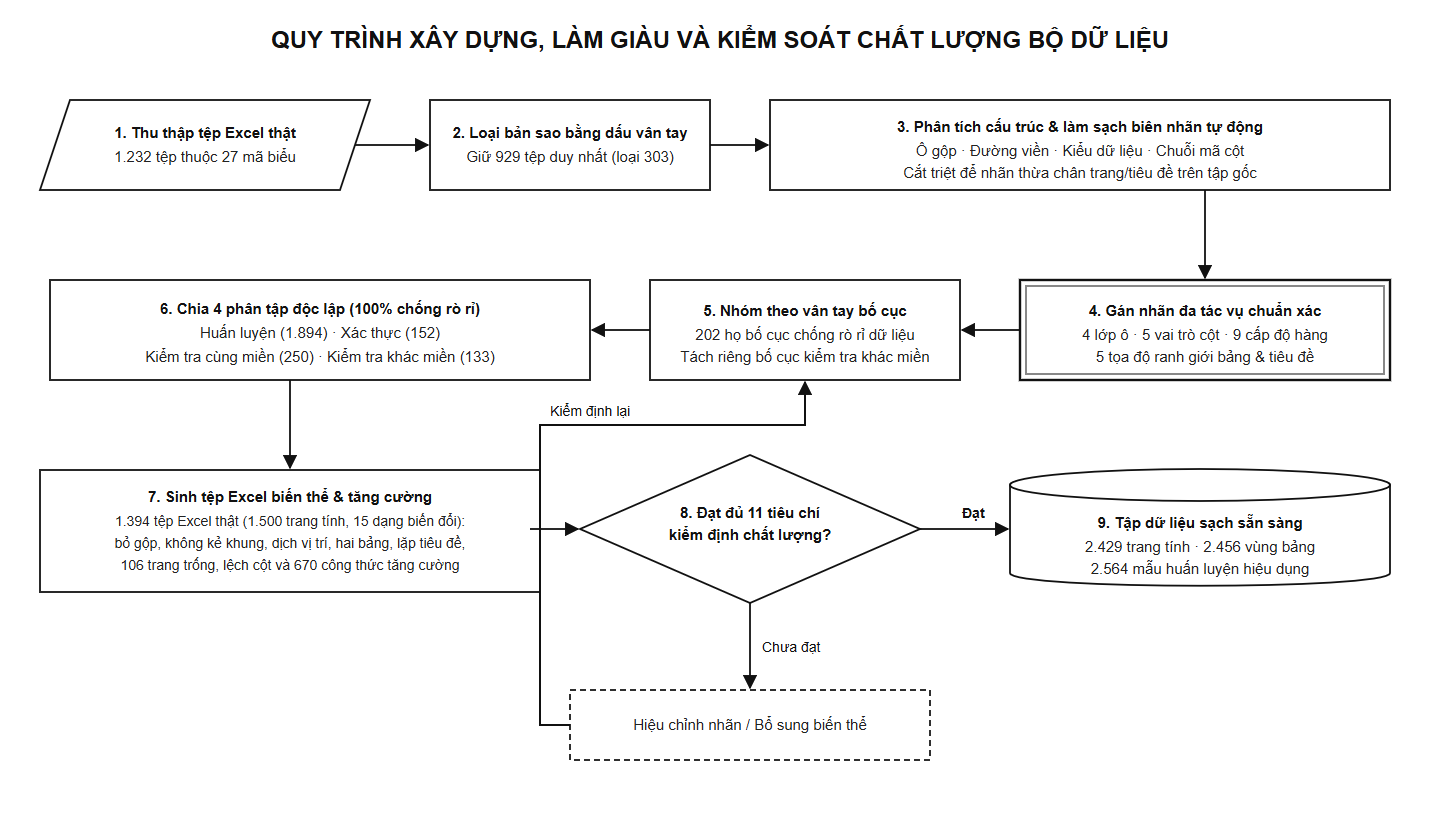 QUY TRÌNH XÂY DỰNG, LÀM GIÀU VÀ KIỂM SOÁT CHẤT LƯỢNG BỘ DỮ LIỆU
1. Thu thập tệp Excel thật
1.232 tệp thuộc 27 mã biểu
2. Loại bản sao bằng dấu vân tay
Giữ 929 tệp duy nhất (loại 303)
3. Phân tích cấu trúc & làm sạch biên nhãn tự động
Ô gộp · Đường viền · Kiểu dữ liệu · Chuỗi mã cột
Cắt triệt để nhãn thừa chân trang/tiêu đề trên tập gốc
4. Gán nhãn đa tác vụ chuẩn xác
4 lớp ô · 5 vai trò cột · 9 cấp độ hàng
5 tọa độ ranh giới bảng & tiêu đề
5. Nhóm theo vân tay bố cục
202 họ bố cục chống rò rỉ dữ liệu
Tách riêng bố cục kiểm tra khác miền
6. Chia 4 phân tập độc lập (100% chống rò rỉ)
Huấn luyện (1.894) · Xác thực (152)
Kiểm tra cùng miền (250) · Kiểm tra khác miền (133)
Kiểm định lại
7. Sinh tệp Excel biến thể & tăng cường
1.394 tệp Excel thật (1.500 trang tính, 15 dạng biến đổi):
bỏ gộp, không kẻ khung, dịch vị trí, hai bảng, lặp tiêu đề,
106 trang trống, lệch cột và 670 công thức tăng cường
8. Đạt đủ 11 tiêu chí
kiểm định chất lượng?
Đạt
9. Tập dữ liệu sạch sẵn sàng
2.429 trang tính · 2.456 vùng bảng
2.564 mẫu huấn luyện hiệu dụng
Chưa đạt
Hiệu chỉnh nhãn / Bổ sung biến thể